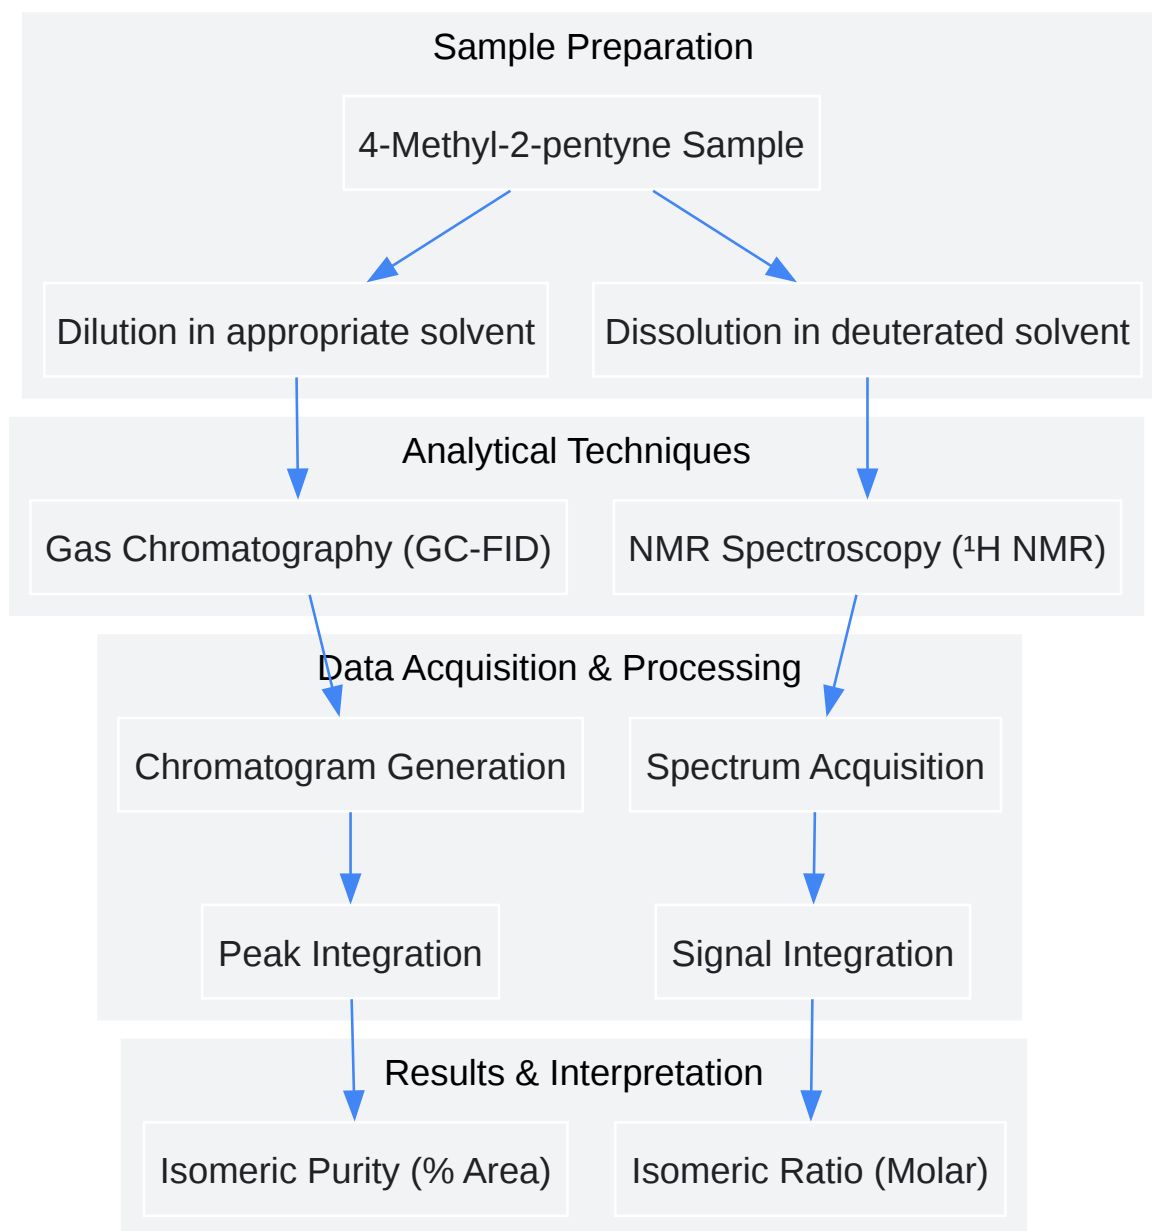 Sample Preparation
4-Methyl-2-pentyne Sample
Dilution in appropriate solvent
Dissolution in deuterated solvent
Analytical Techniques
Gas Chromatography (GC-FID)
NMR Spectroscopy (¹H NMR)
Data Acquisition & Processing
Chromatogram Generation
Spectrum Acquisition
Peak Integration
Signal Integration
Results & Interpretation
Isomeric Purity (% Area)
Isomeric Ratio (Molar)